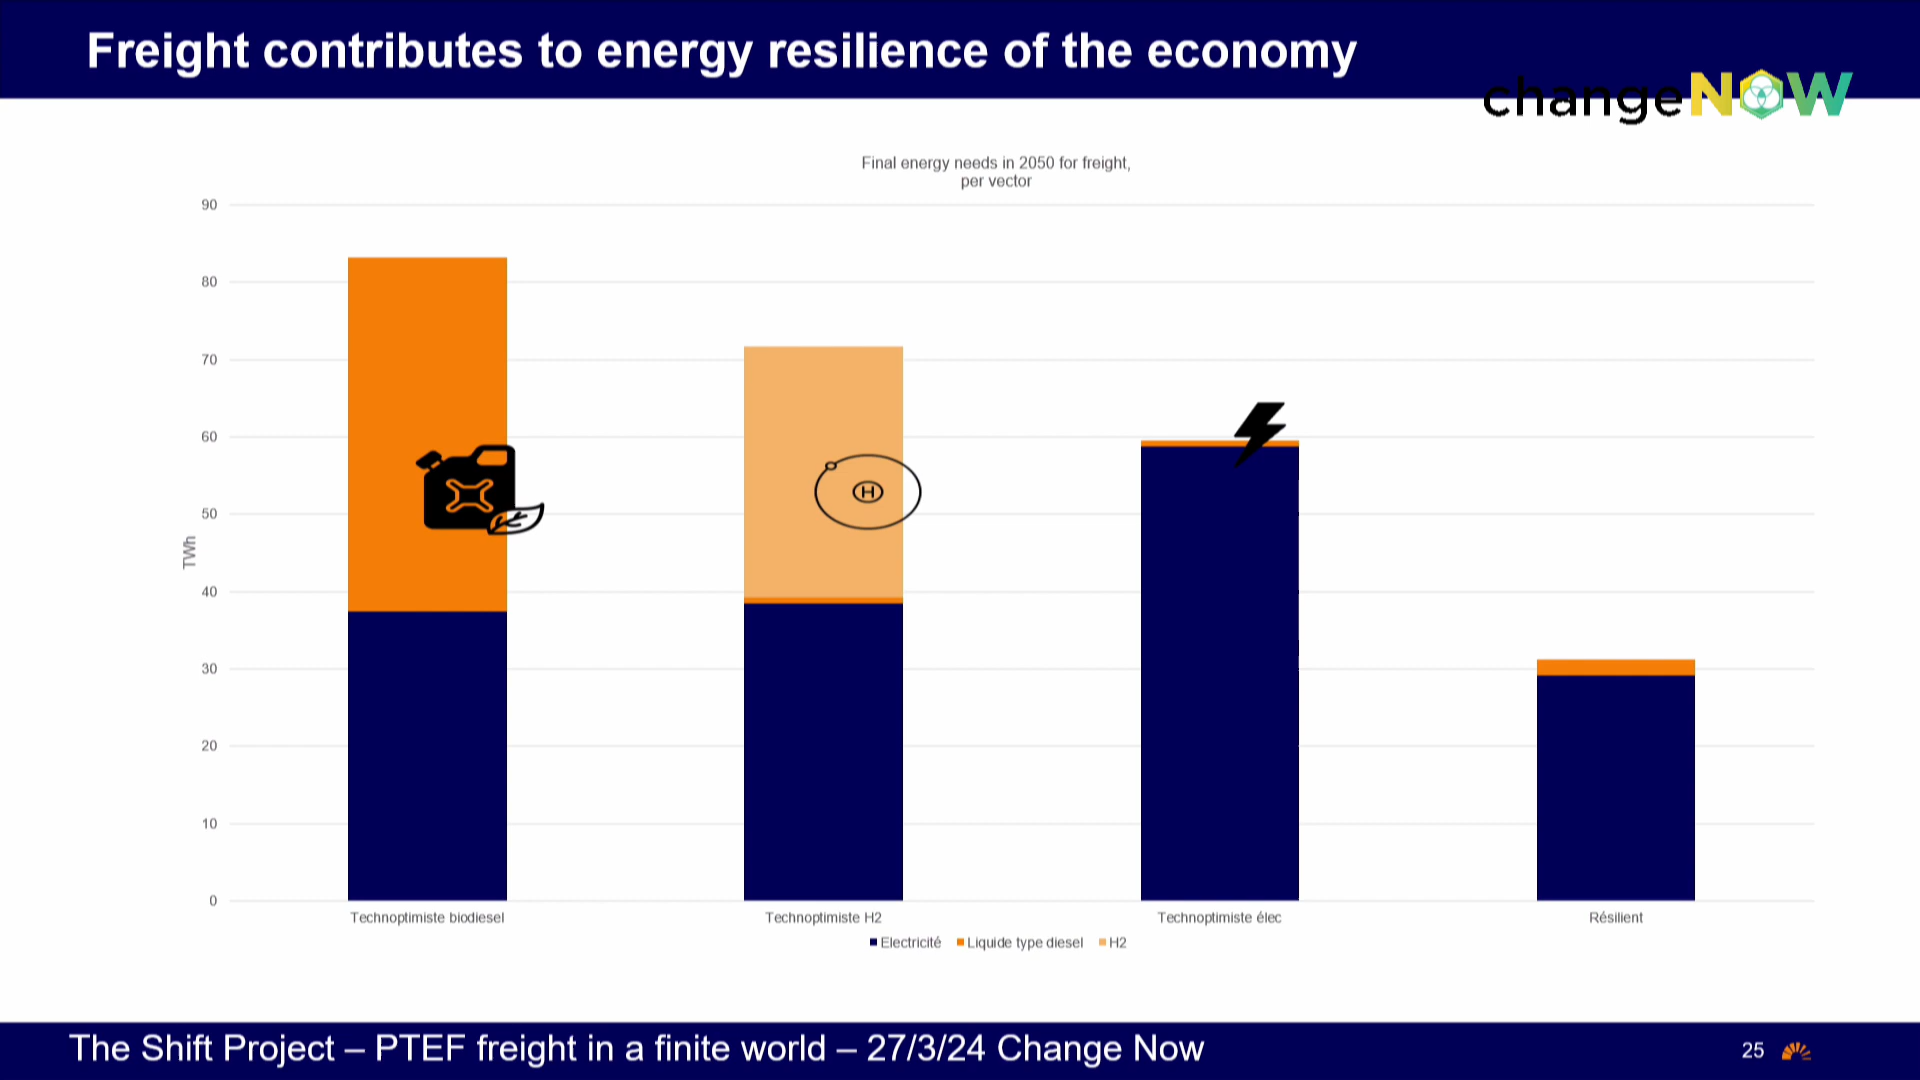 Freight contributes to energy resilience of the economy
changeNOW
Final energy needs in 2050 for freight,
per vector
90
80
70
60
50
40
30
20
10
0
TWh
H
Technoptimiste biodiesel
Technoptimiste H2
Technoptimiste élec
Résilient
Electricité
Liquide type diesel
H2
The Shift Project – PTEF freight in a finite world – 27/3/24 Change Now
25